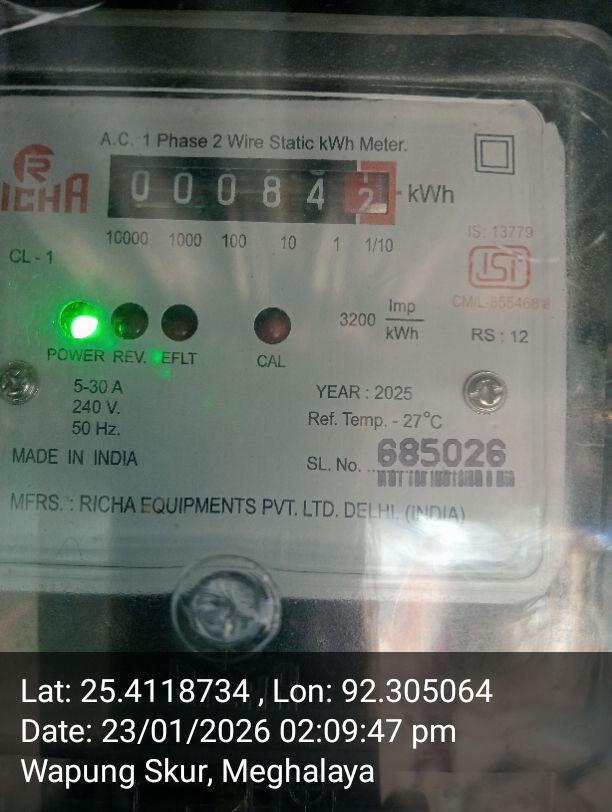 A.C. 1 Phase 2 Wire Static kWh Meter.
R
RICHA
0 0 0 8 4 2 kWh
10000 1000 100 10 1 1/10
CL - 1
IS: 13779
ISI
CM/L-8554688
3200 Imp/kWh
RS : 12
POWER REV. EFLT CAL
5-30 A
240 V.
50 Hz.
YEAR : 2025
Ref. Temp. - 27°C
MADE IN INDIA
SL. No. 685026
MFRS. : RICHA EQUIPMENTS PVT. LTD. DELHI, (INDIA)
Lat: 25.4118734 , Lon: 92.305064
Date: 23/01/2026 02:09:47 pm
Wapung Skur, Meghalaya